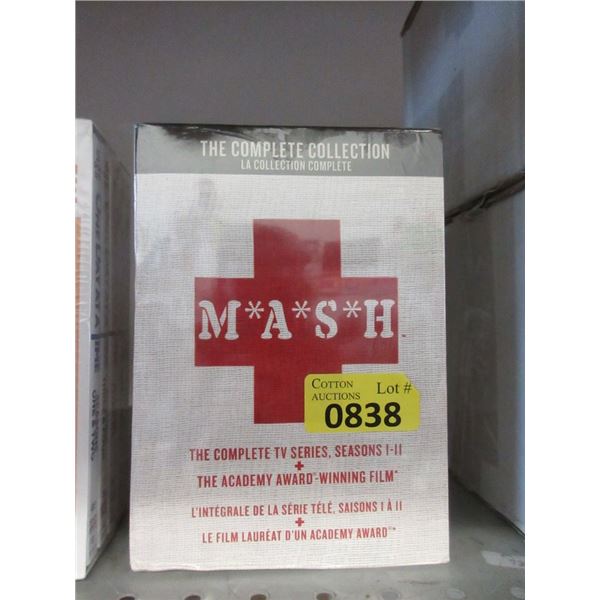 THE COMPLETE COLLECTION
LA COLLECTION COMPLÈTE
M*A*S*H
COTTON AUCTIONS Lot #
0838
THE COMPLETE TV SERIES, SEASONS 1-11
+
THE ACADEMY AWARD®-WINNING FILM*
L'INTÉGRALE DE LA SÉRIE TÉLÉ, SAISONS 1 À 11
+
LE FILM LAURÉAT D'UN ACADEMY AWARD®*